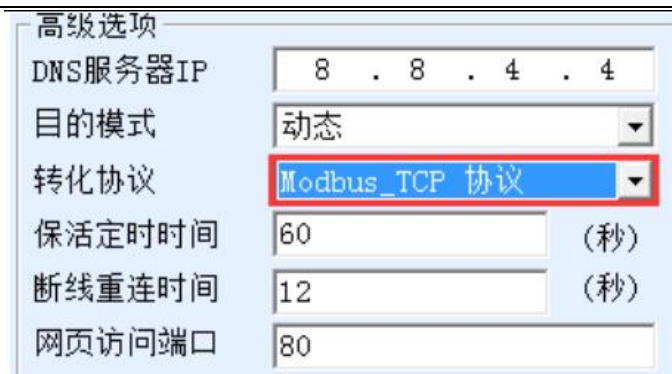 高级选项
DNS服务器IP 8 . 8 . 4 . 4
目的模式 动态
转化协议 Modbus_TCP 协议
保活定时时间 60 (秒)
断线重连时间 12 (秒)
网页访问端口 80